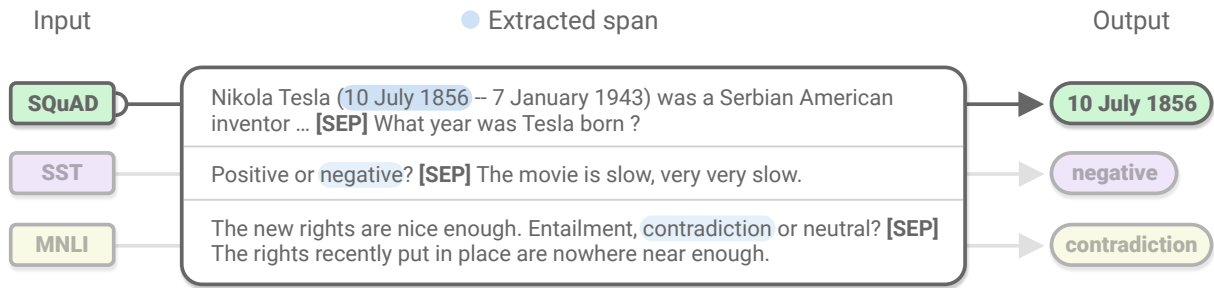 Input
Extracted span
Output
SQuAD
Nikola Tesla (10 July 1856 -- 7 January 1943) was a Serbian American
inventor ... [SEP] What year was Tesla born ?
10 July 1856
SST
Positive or negative? [SEP] The movie is slow, very very slow.
negative
MNLI
The new rights are nice enough. Entailment, contradiction or neutral? [SEP]
The rights recently put in place are nowhere near enough.
contradiction